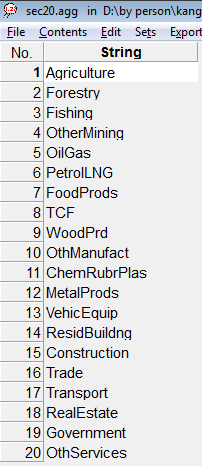 sec20.agg in D:\by person\kang
File Contents Edit Sets Export
No. String
1 Agriculture
2 Forestry
3 Fishing
4 OtherMining
5 OilGas
6 PetrolLNG
7 FoodProds
8 TCF
9 WoodPrd
10 OthManufact
11 ChemRubrPlas
12 MetalProds
13 VehicEquip
14 ResidBuildng
15 Construction
16 Trade
17 Transport
18 RealEstate
19 Government
20 OthServices